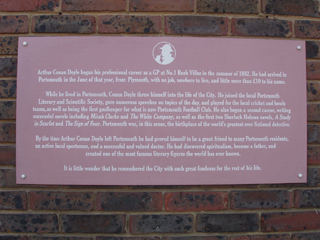 Arthur Conan Doyle began his professional career as a GP at No.1 Bush Villas in the summer of 1882. He had arrived in
Portsmouth in the June of that year, from Plymouth, with no job, nowhere to live, and little more than £10 to his name.
While he lived in Portsmouth, Conan Doyle threw himself into the life of the City. He joined the local Portsmouth
Literary and Scientific Society, gave numerous speeches on topics of the day, and played for the local cricket and bowls
teams, as well as being the first goalkeeper for what is now Portsmouth Football Club. He also began a second career, writing
successful novels including Micah Clarke and The White Company, as well as the first two Sherlock Holmes novels, A Study
in Scarlet and The Sign of Four. Portsmouth was, in this sense, the birthplace of the world's greatest ever fictional detective.
By the time Arthur Conan Doyle left Portsmouth he had proved himself to be a great friend to many Portsmouth residents,
an active local sportsman, and a successful and valued doctor. He had discovered spiritualism, become a father, and
created one of the most famous literary figures the world has ever known.
It is little wonder that he remembered the City with such great fondness for the rest of his life.